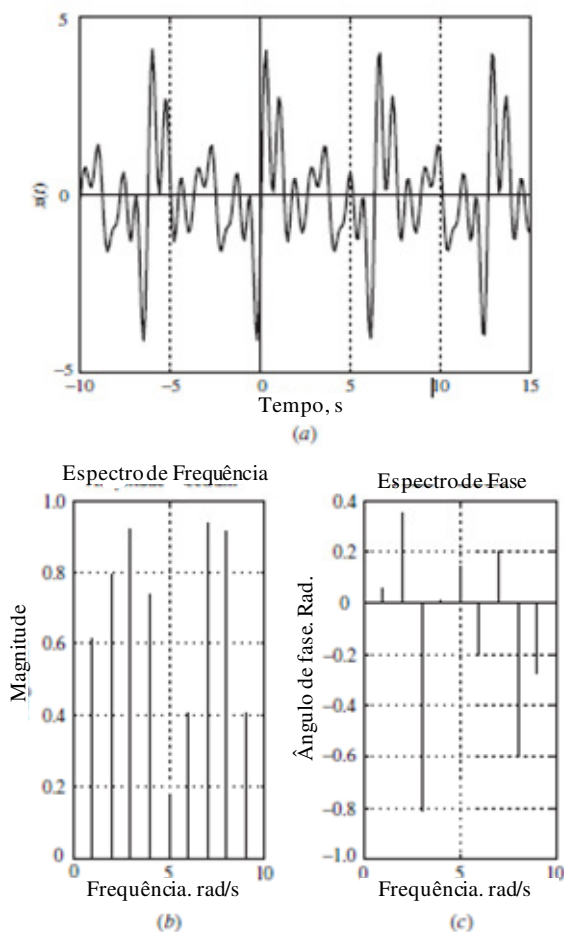 5
x(t)
0
−5
−10 −5 0 5 10 15
Tempo, s
(a)
Espectro de Frequência
1.0
0.8
0.6
0.4
0.2
0
Magnitude
0 5 10
Frequência. rad/s
(b)
Espectro de Fase
0.4
0.2
0
−0.2
−0.4
−0.6
−0.8
−1.0
Ângulo de fase. Rad.
0 5 10
Frequência. rad/s
(c)